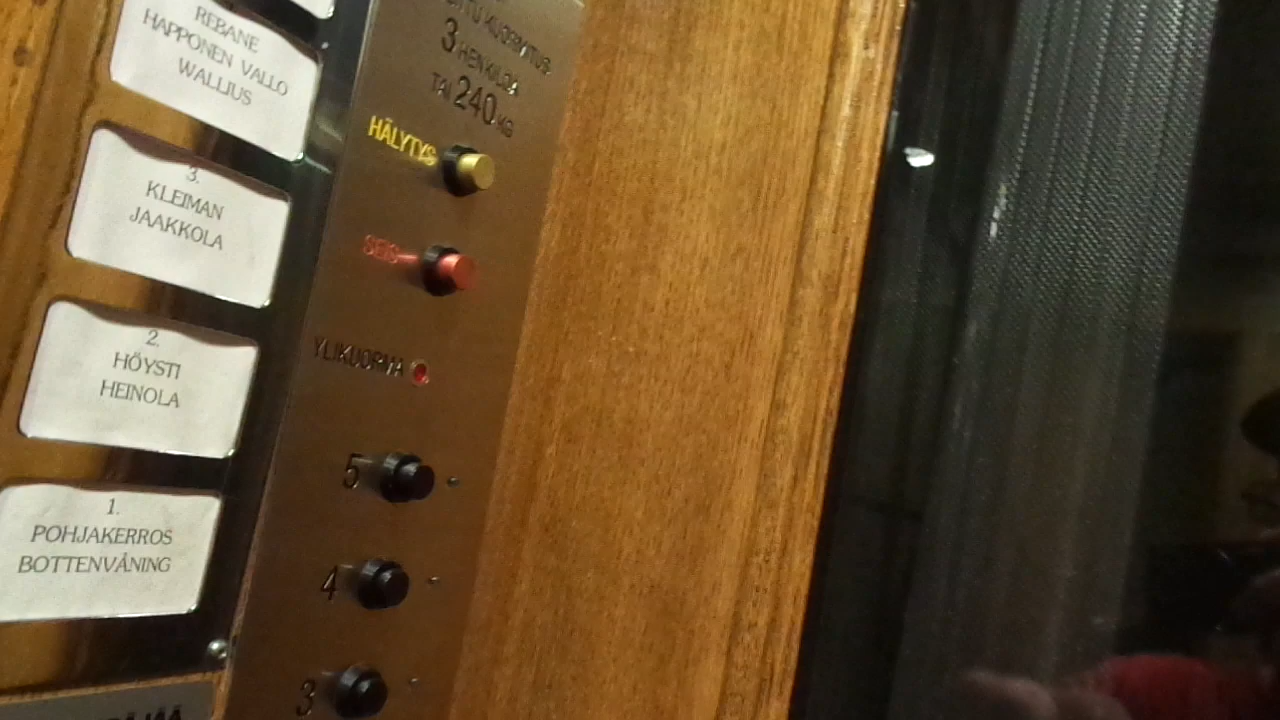 REBANE
HAPPONEN VALLO
WALLIUS
3.
KLEIMAN
JAAKKOLA
2.
HÖYSTI
HEINOLA
1.
POHJAKERROS
BOTTENVÅNING
KUORMITUS
3 HENKILÖÄ
TAI 240 KG
HÄLYTYS
SEIS
YLIKUORMA
5
4
3